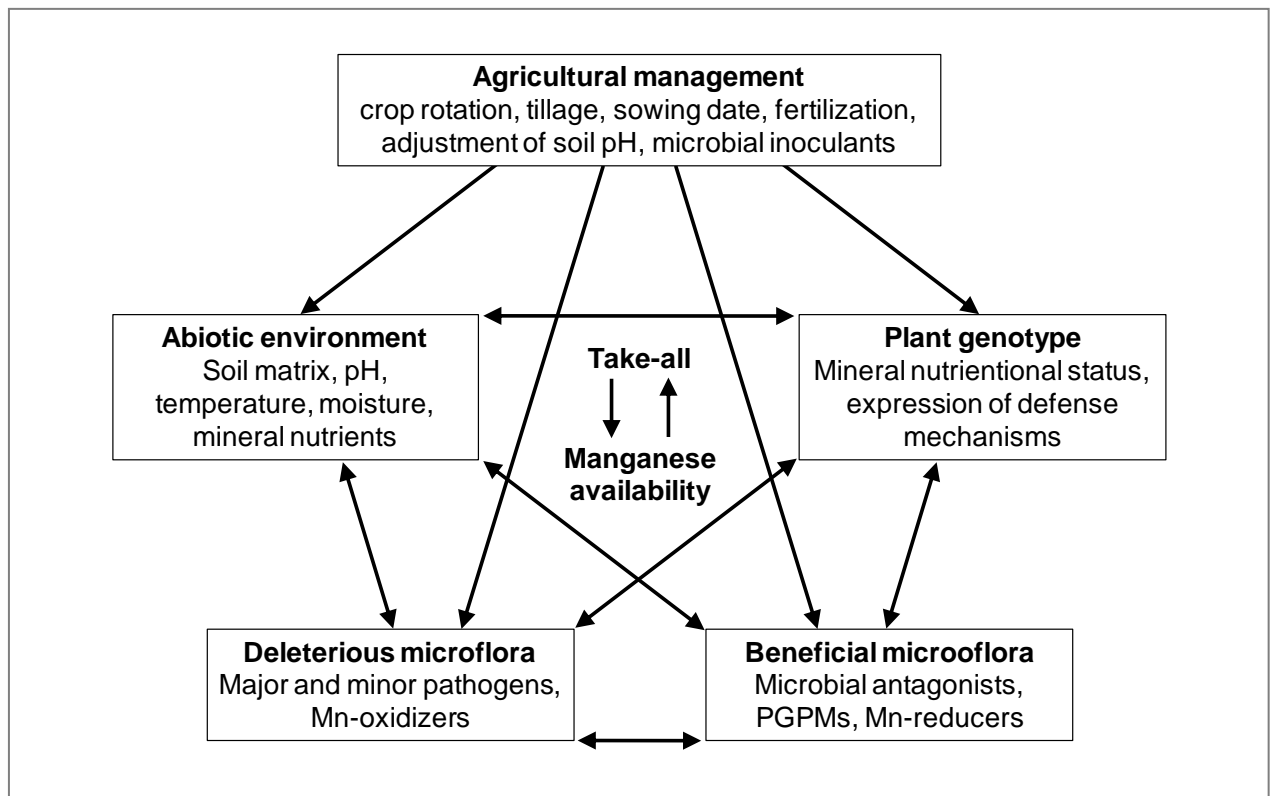 Agricultural management
crop rotation, tillage, sowing date, fertilization,
adjustment of soil pH, microbial inoculants
Abiotic environment
Soil matrix, pH,
temperature, moisture,
mineral nutrients
Take-all
Manganese
availability
Plant genotype
Mineral nutrientional status,
expression of defense
mechanisms
Deleterious microflora
Major and minor pathogens,
Mn-oxidizers
Beneficial microoflora
Microbial antagonists,
PGPMs, Mn-reducers